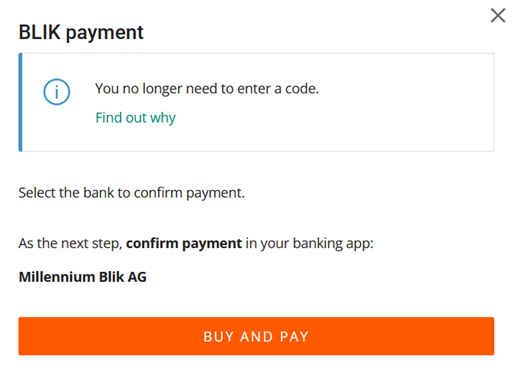 BLIK payment
You no longer need to enter a code.
Find out why
Select the bank to confirm payment.
As the next step, confirm payment in your banking app:
Millennium Blik AG
BUY AND PAY